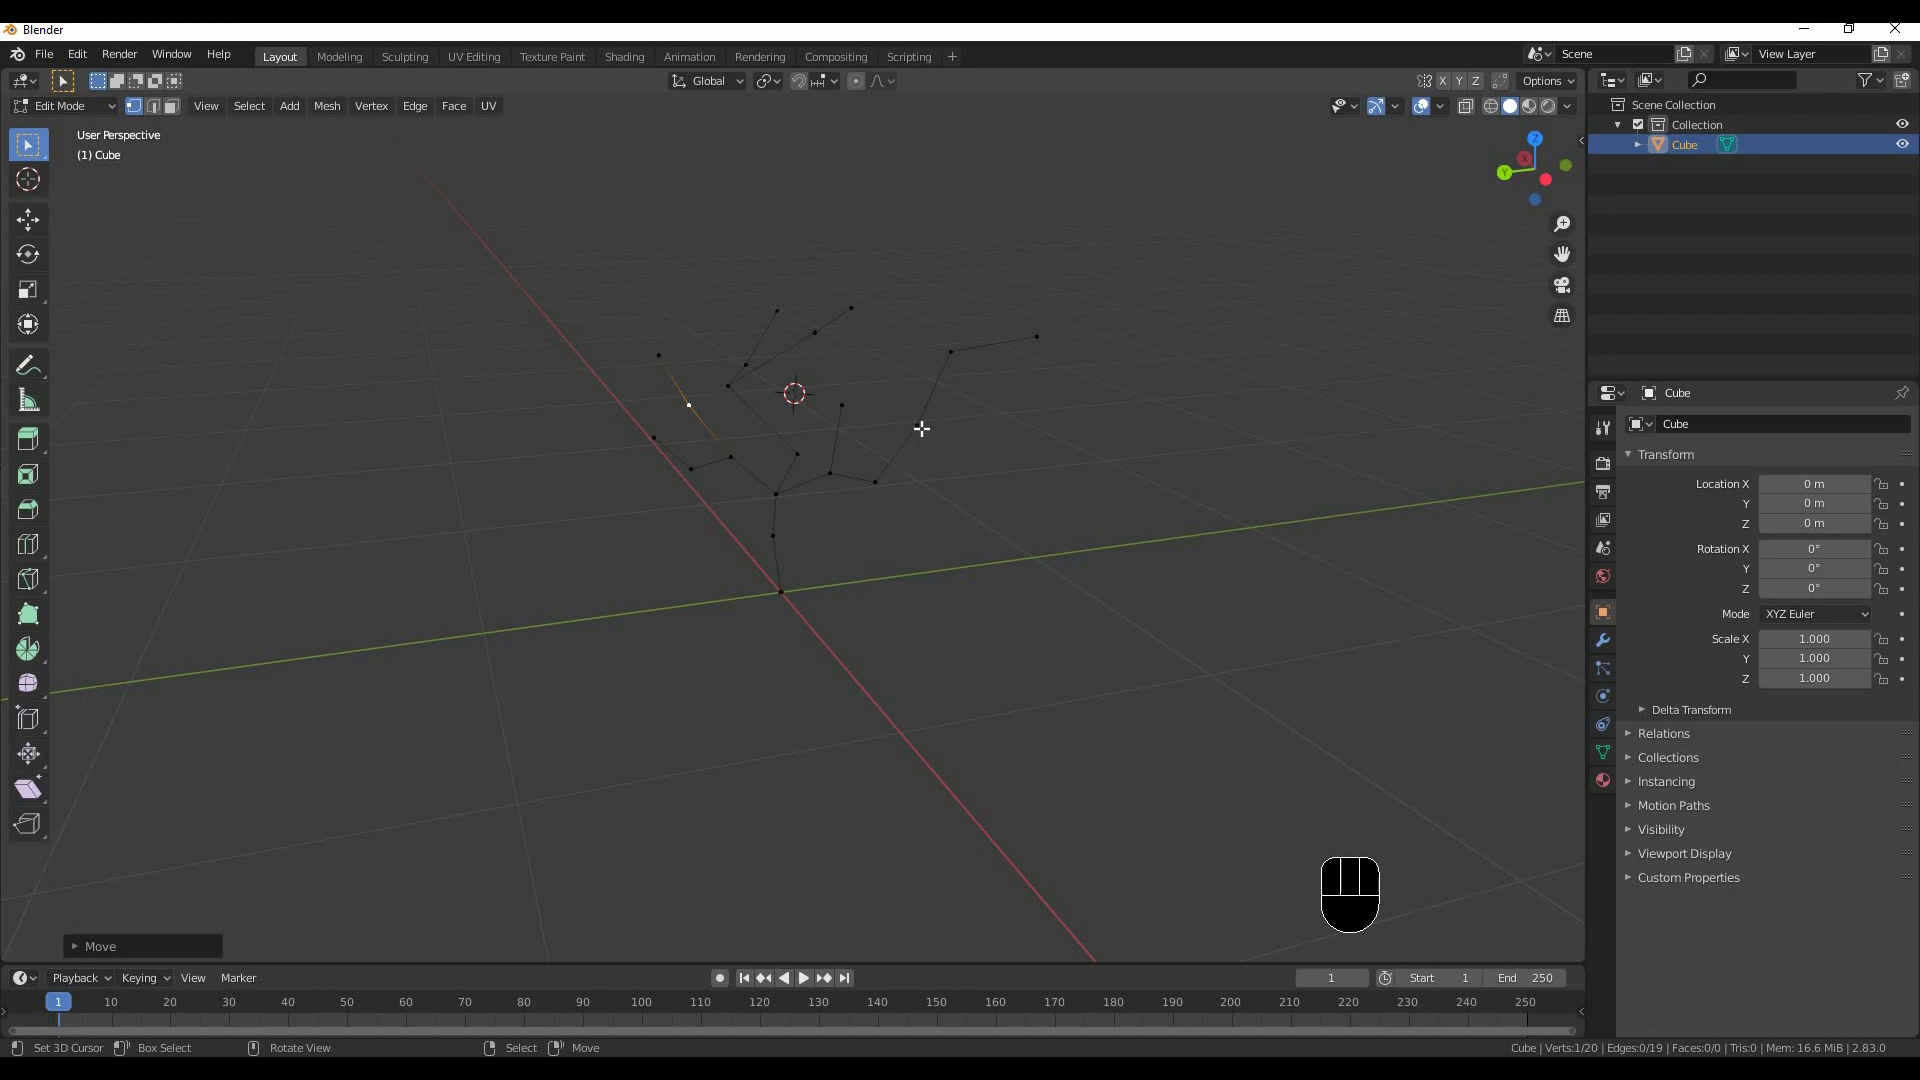 Blender
File Edit Render Window Help Layout Modeling Sculpting UV Editing Texture Paint Shading Animation Rendering Compositing Scripting + Scene View Layer
Global X Y Z Options
Edit Mode View Select Add Mesh Vertex Edge Face UV
Scene Collection
Collection
Cube
User Perspective
(1) Cube
Z
X
Y
Cube
Cube
Transform
Location X 0 m
Y 0 m
Z 0 m
Rotation X 0°
Y 0°
Z 0°
Mode XYZ Euler
Scale X 1.000
Y 1.000
Z 1.000
Delta Transform
Relations
Collections
Instancing
Motion Paths
Visibility
Viewport Display
Custom Properties
Move
Playback Keying View Marker 1 Start 1 End 250
1 10 20 30 40 50 60 70 80 90 100 110 120 130 140 150 160 170 180 190 200 210 220 230 240 250
Set 3D Cursor Box Select Rotate View Select Move Cube | Verts:1/20 | Edges:0/19 | Faces:0/0 | Tris:0 | Mem: 16.6 MiB | 2.83.0